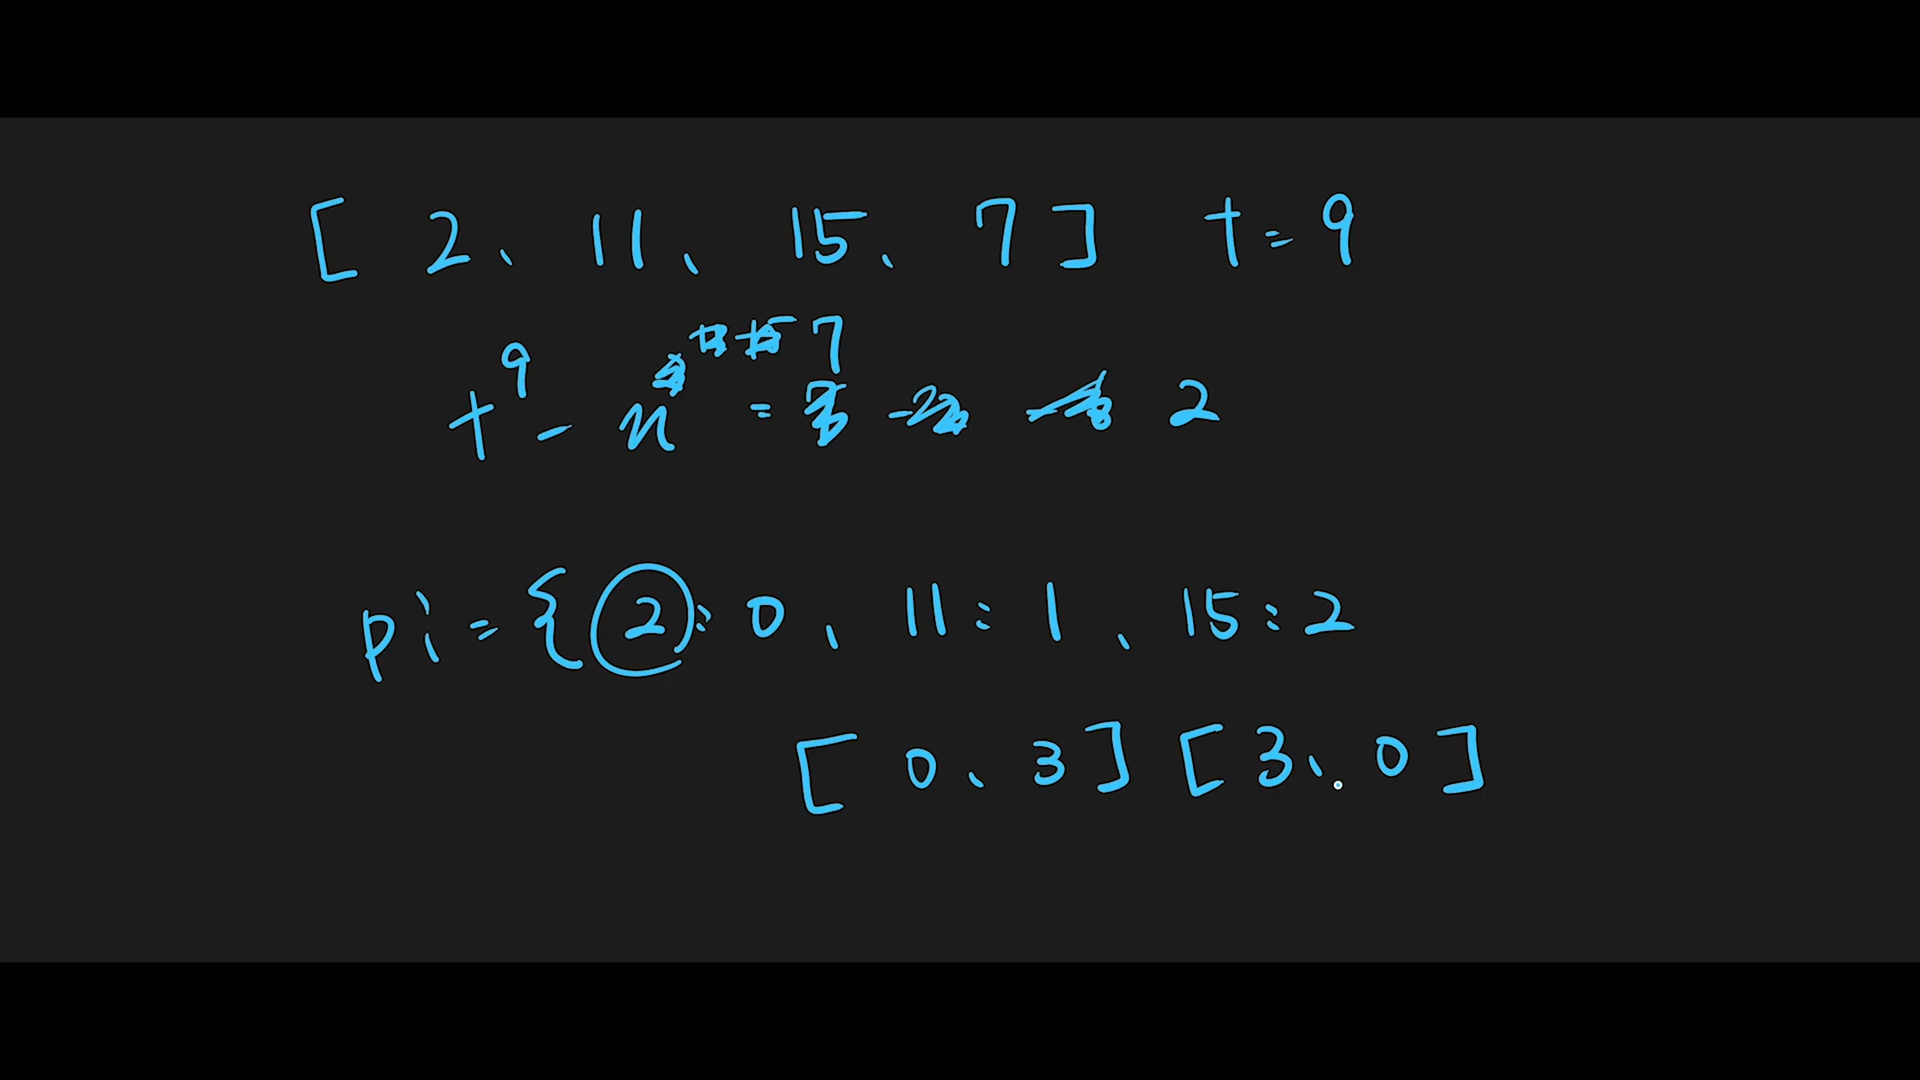 [ 2、11、15、7] t=9
9 7
t - n = 2
pi={2:0、11:1、15:2
[0、3][3、0]